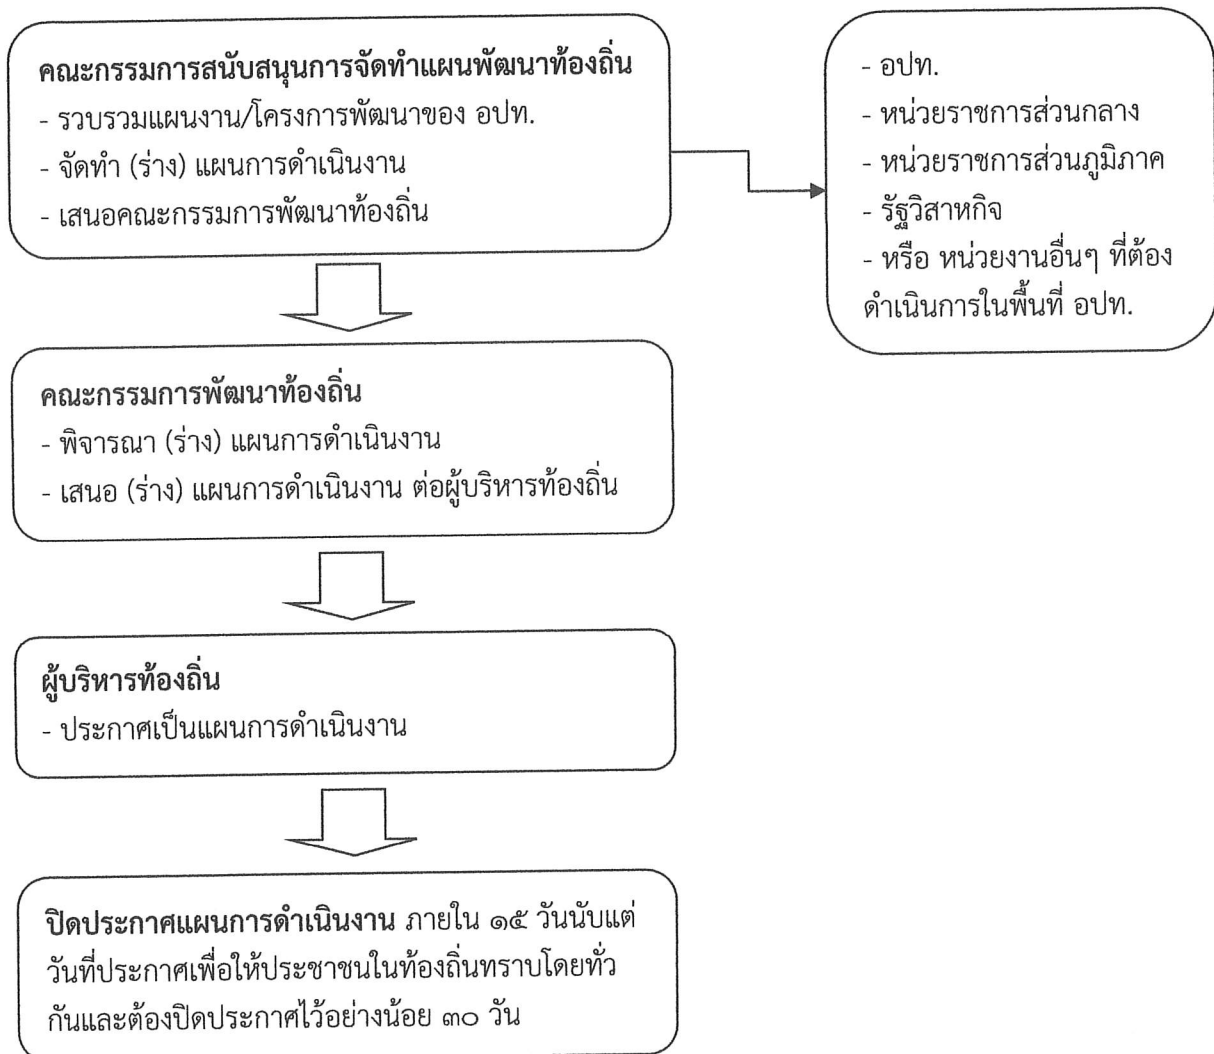 คณะกรรมการสนับสนุนการจัดทำแผนพัฒนาท้องถิ่น
- รวบรวมแผนงาน/โครงการพัฒนาของ อปท.
- จัดทำ (ร่าง) แผนการดำเนินงาน
- เสนอคณะกรรมการพัฒนาท้องถิ่น
- อปท.
- หน่วยราชการส่วนกลาง
- หน่วยราชการส่วนภูมิภาค
- รัฐวิสาหกิจ
- หรือ หน่วยงานอื่นๆ ที่ต้อง
ดำเนินการในพื้นที่ อปท.
คณะกรรมการพัฒนาท้องถิ่น
- พิจารณา (ร่าง) แผนการดำเนินงาน
- เสนอ (ร่าง) แผนการดำเนินงาน ต่อผู้บริหารท้องถิ่น
ผู้บริหารท้องถิ่น
- ประกาศเป็นแผนการดำเนินงาน
ปิดประกาศแผนการดำเนินงาน ภายใน ๑๕ วันนับแต่
วันที่ประกาศเพื่อให้ประชาชนในท้องถิ่นทราบโดยทั่ว
กันและต้องปิดประกาศไว้อย่างน้อย ๓๐ วัน